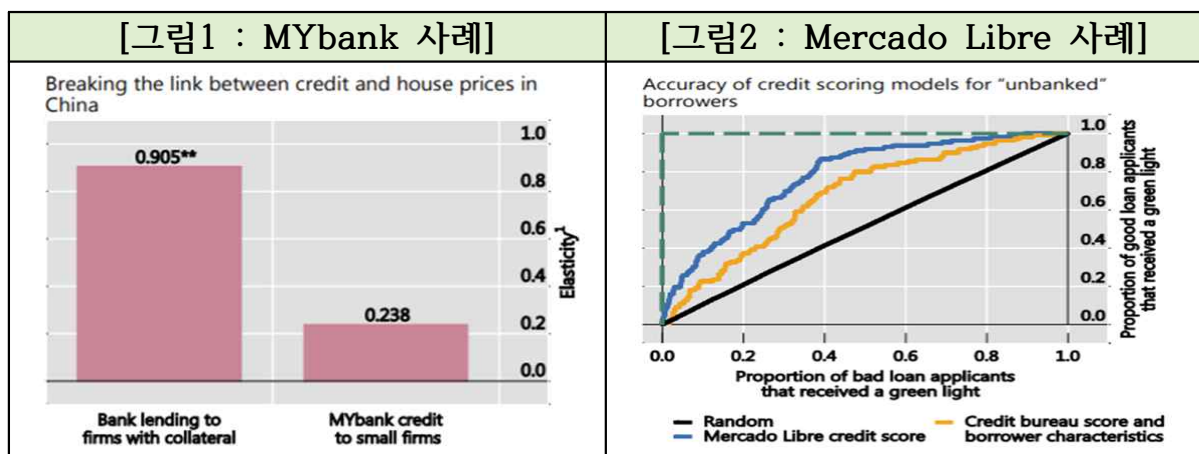 [그림1 : MYbank 사례]
[그림2 : Mercado Libre 사례]
Breaking the link between credit and house prices in
China
1.0
0.8
0.6
0.4
0.2
0.0
Elasticity¹
0.905**
0.238
Bank lending to
firms with collateral
MYbank credit
to small firms
Accuracy of credit scoring models for “unbanked”
borrowers
1.0
0.8
0.6
0.4
0.2
0.0
Proportion of good loan applicants
that received a green light
0.0 0.2 0.4 0.6 0.8 1.0
Proportion of bad loan applicants
that received a green light
Random
Mercado Libre credit score
Credit bureau score and
borrower characteristics